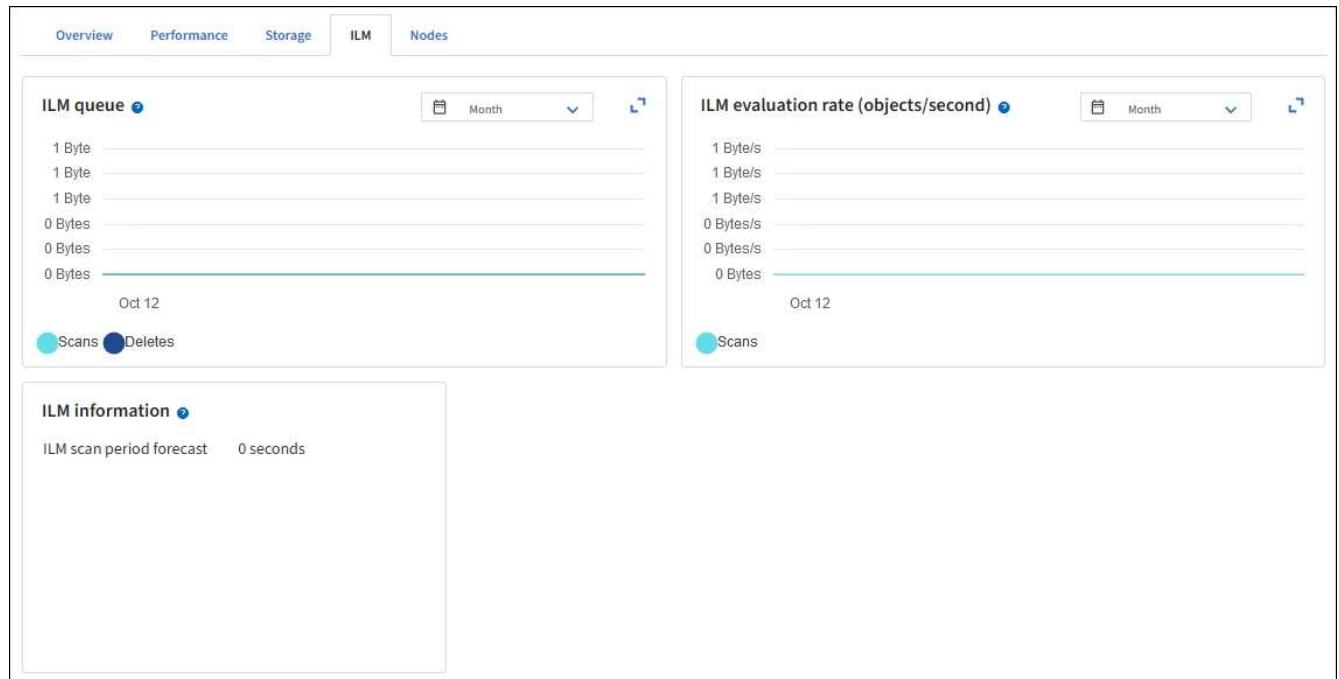 Overview Performance Storage ILM Nodes
ILM queue ? Month
1 Byte
1 Byte
1 Byte
0 Bytes
0 Bytes
0 Bytes
Oct 12
Scans Deletes
ILM evaluation rate (objects/second) ? Month
1 Byte/s
1 Byte/s
1 Byte/s
0 Bytes/s
0 Bytes/s
0 Bytes
Oct 12
Scans
ILM information ?
ILM scan period forecast 0 seconds